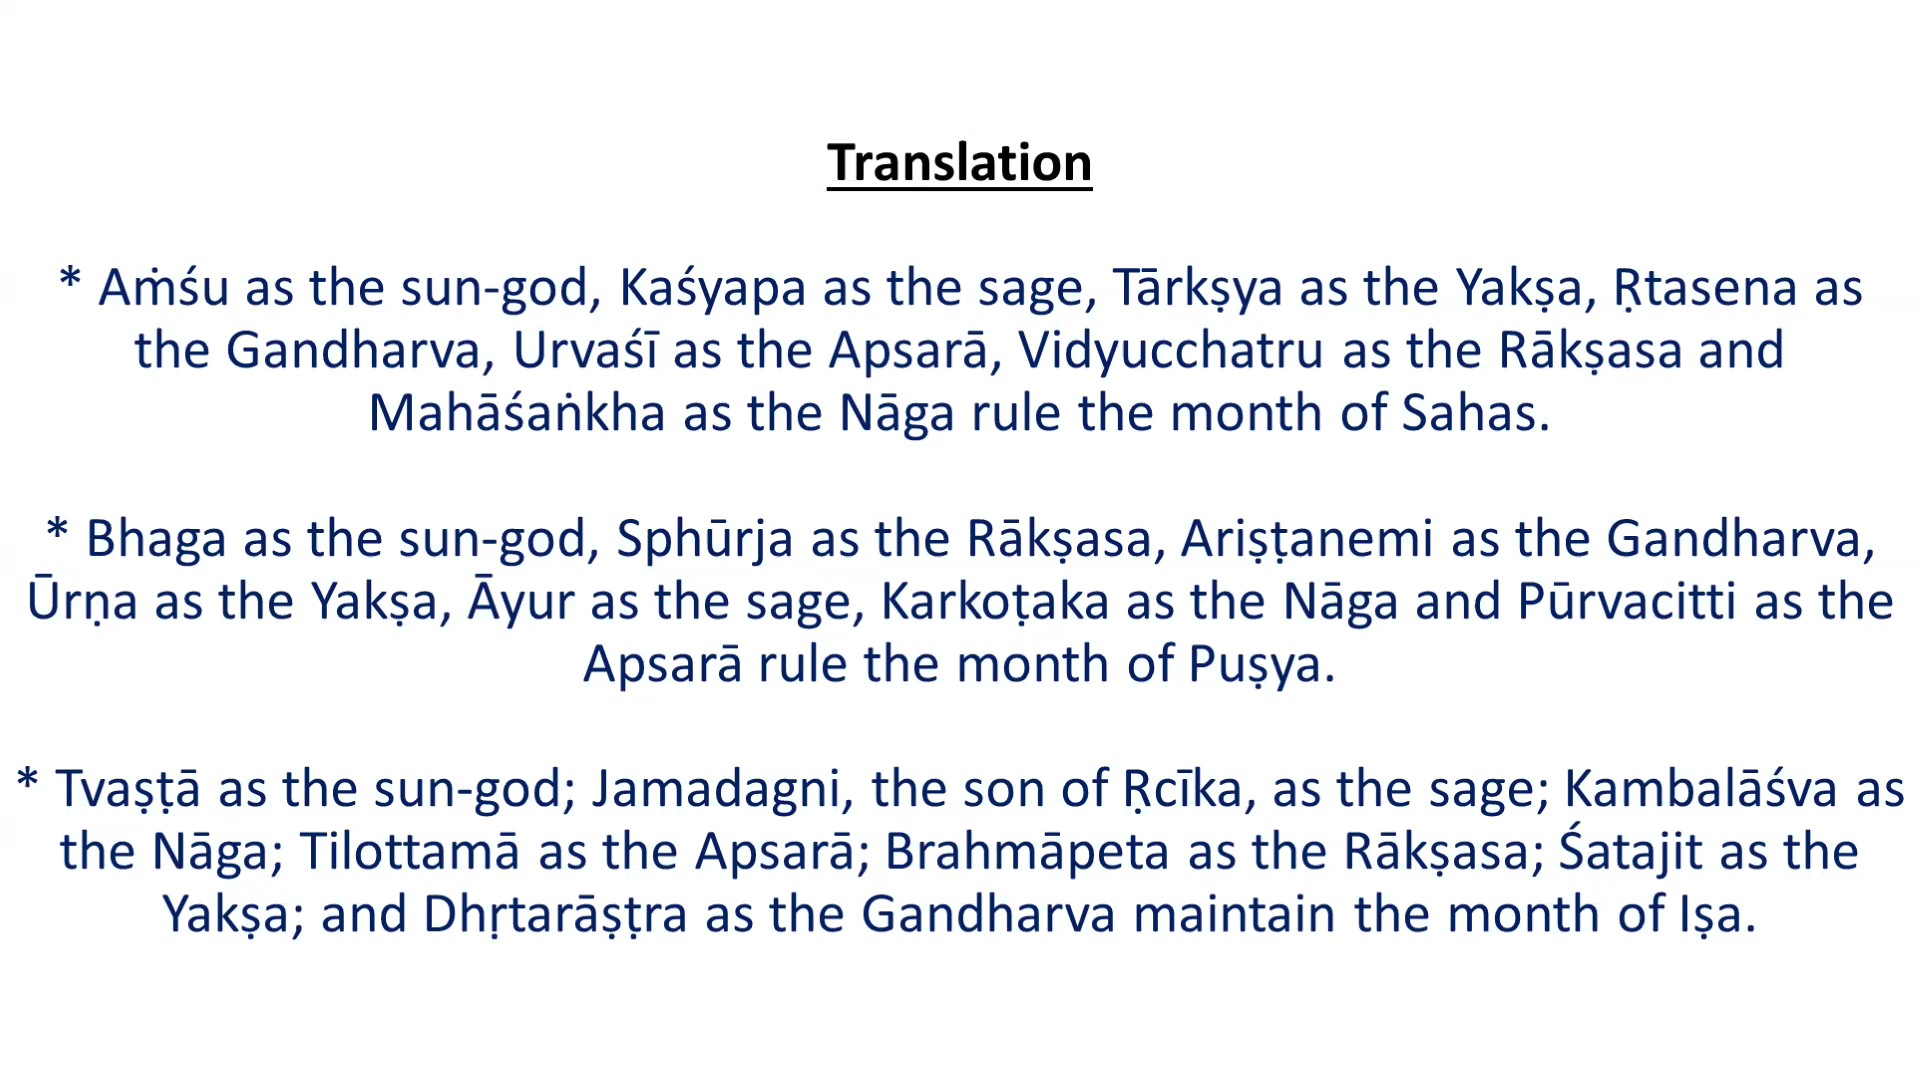 Translation
* Aṁśu as the sun-god, Kaśyapa as the sage, Tārkṣya as the Yakṣa, Ṛtasena as
the Gandharva, Urvaśī as the Apsarā, Vidyucchatru as the Rākṣasa and
Mahāśaṅkha as the Nāga rule the month of Sahas.
* Bhaga as the sun-god, Sphūrja as the Rākṣasa, Ariṣṭanemi as the Gandharva,
Ūrṇa as the Yakṣa, Āyur as the sage, Karkoṭaka as the Nāga and Pūrvacitti as the
Apsarā rule the month of Puṣya.
* Tvaṣṭā as the sun-god; Jamadagni, the son of Ṛcīka, as the sage; Kambalāśva as
the Nāga; Tilottamā as the Apsarā; Brahmāpeta as the Rākṣasa; Śatajit as the
Yakṣa; and Dhṛtarāṣṭra as the Gandharva maintain the month of Iṣa.